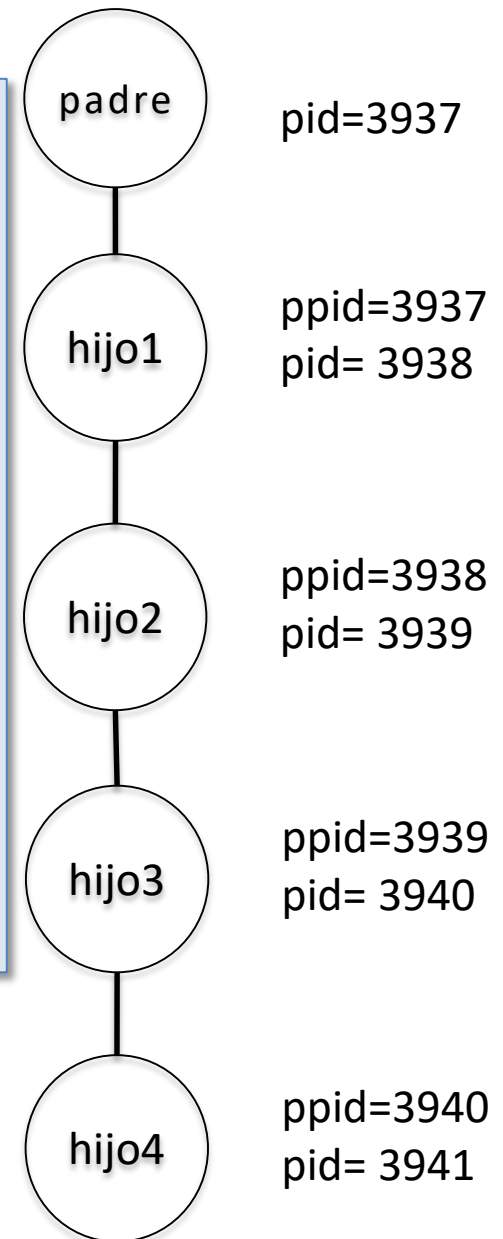 padre
pid=3937
hijo1
ppid=3937
pid= 3938
hijo2
ppid=3938
pid= 3939
hijo3
ppid=3939
pid= 3940
hijo4
ppid=3940
pid= 3941